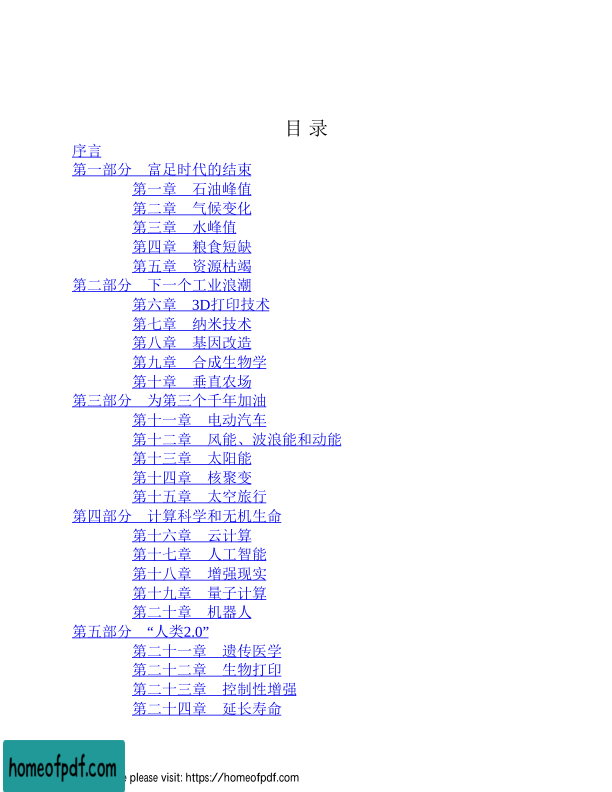 目 录
序言
第一部分　富足时代的结束
第一章　石油峰值
第二章　气候变化
第三章　水峰值
第四章　粮食短缺
第五章　资源枯竭
第二部分　下一个工业浪潮
第六章　3D打印技术
第七章　纳米技术
第八章　基因改造
第九章　合成生物学
第十章　垂直农场
第三部分　为第三个千年加油
第十一章　电动汽车
第十二章　风能、波浪能和动能
第十三章　太阳能
第十四章　核聚变
第十五章　太空旅行
第四部分　计算科学和无机生命
第十六章　云计算
第十七章　人工智能
第十八章　增强现实
第十九章　量子计算
第二十章　机器人
第五部分　“人类2.0”
第二十一章　遗传医学
第二十二章　生物打印
第二十三章　控制性增强
第二十四章　延长寿命
homeofpdf.com
please visit: https://homeofpdf.com